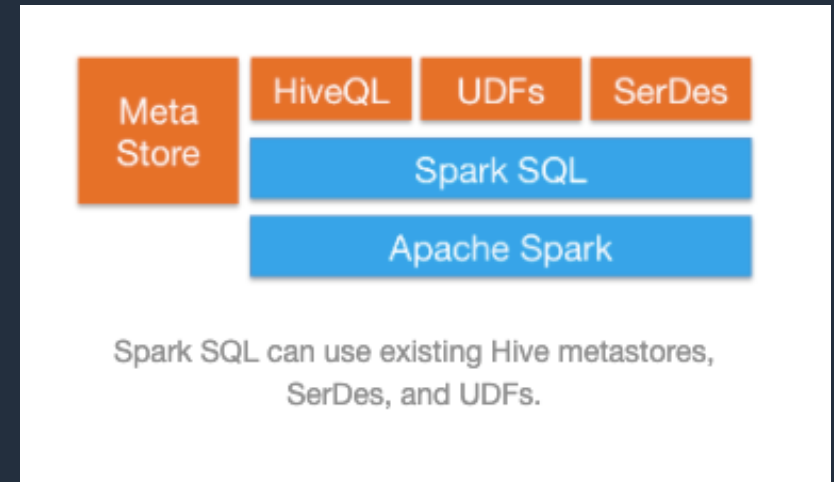 Meta
Store
HiveQL
UDFs
SerDes
Spark SQL
Apache Spark
Spark SQL can use existing Hive metastores,
SerDes, and UDFs.